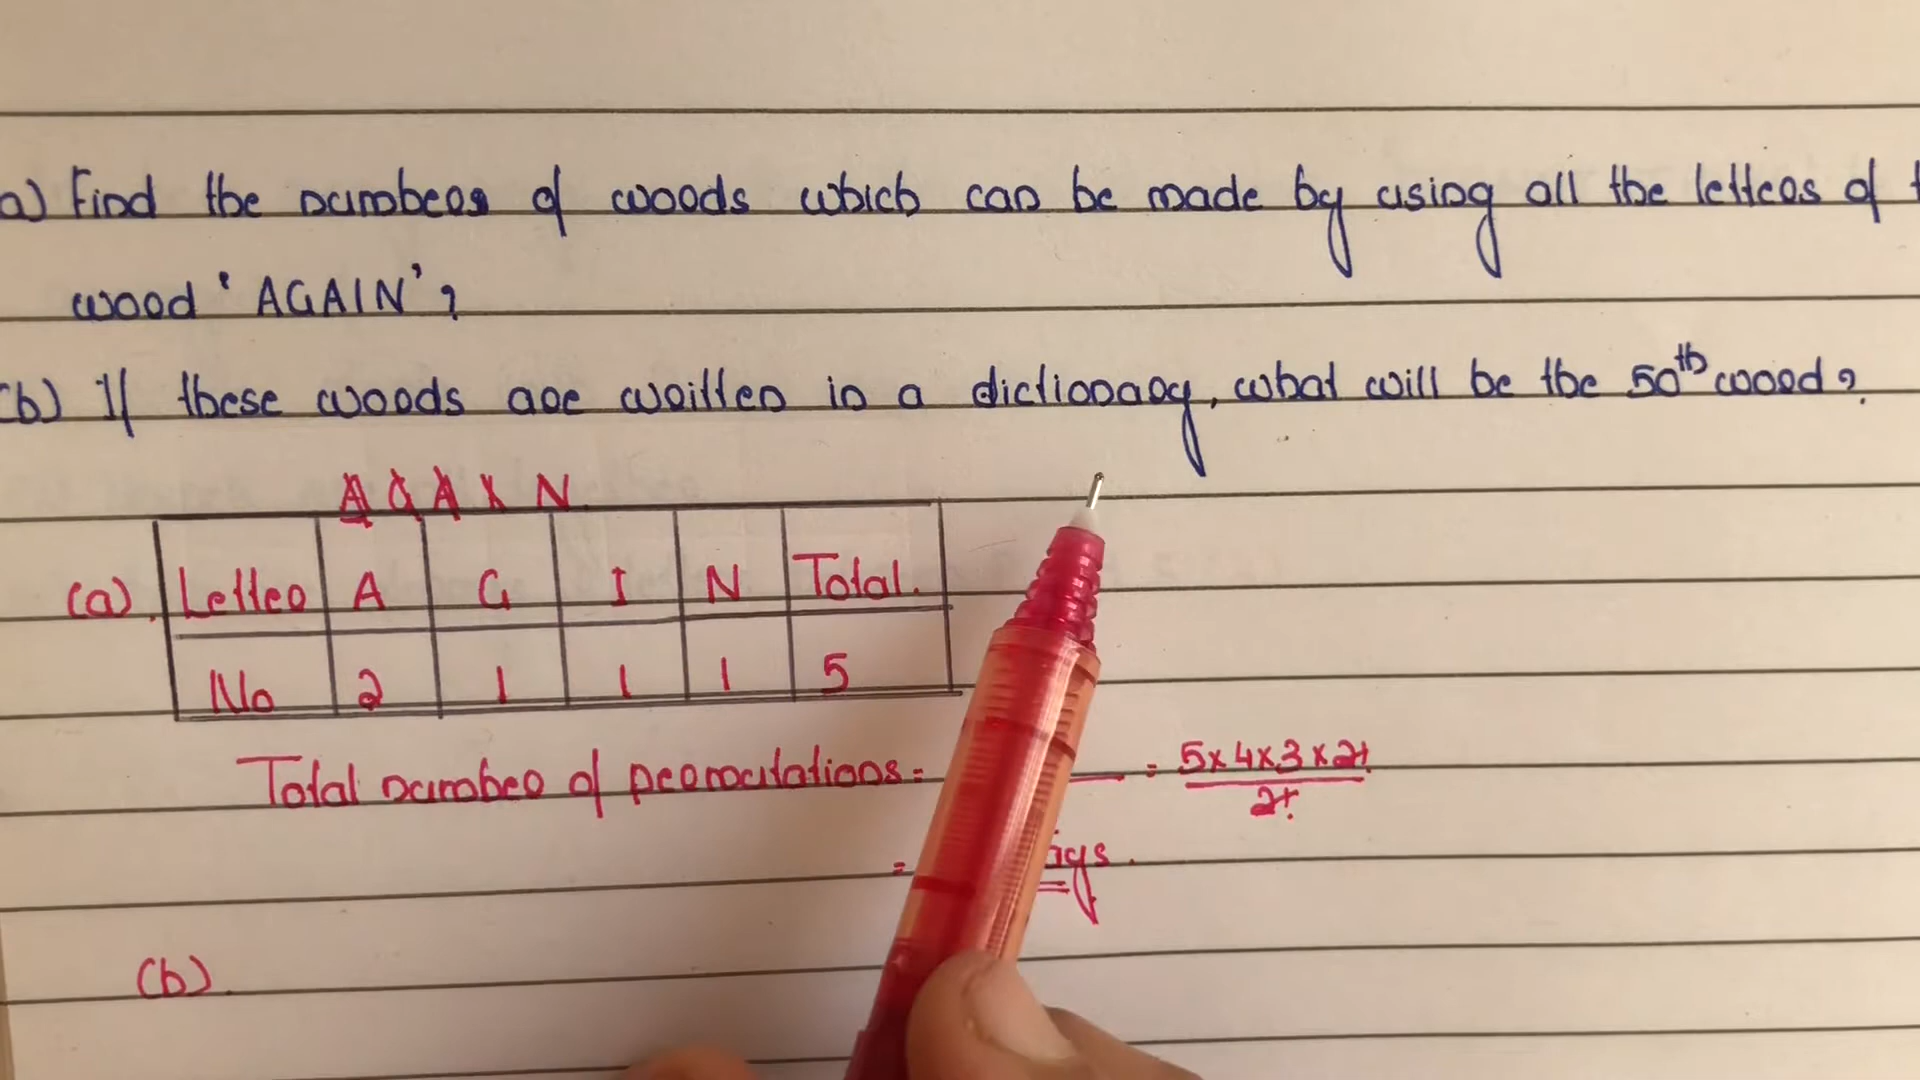 a) Find the numbers of words which can be made by using all the letters of
word 'AGAIN'?
(b) If these words are written in a dictionary, what will be the 50th word?
A G A I N
(a). Letter A G I N Total.
No 2 1 1 1 5
Total number of permutations = = 5x4x3x2!
2!
=
(b).